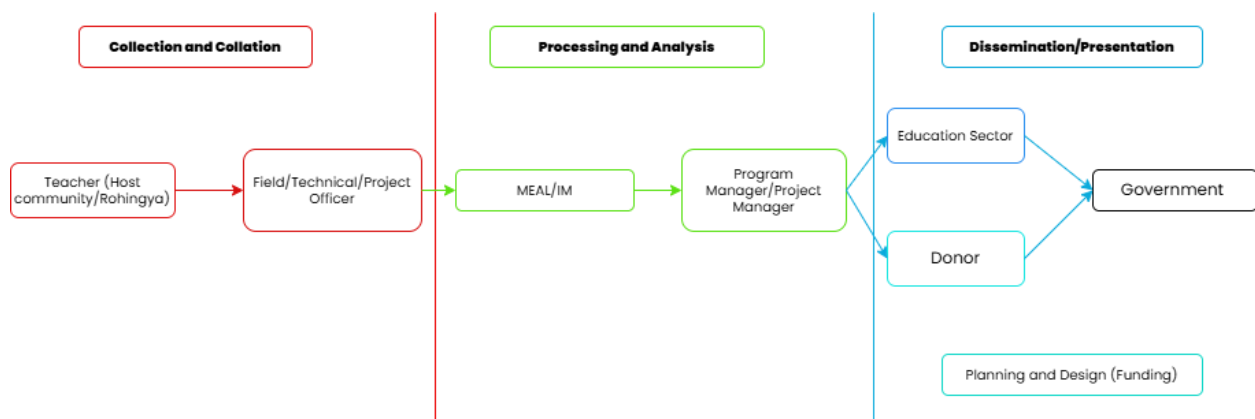 Collection and Collation
Processing and Analysis
Dissemination/Presentation
Teacher (Host
community/Rohingya)
Field/Technical/Project
Officer
MEAL/IM
Program
Manager/Project
Manager
Education Sector
Donor
Government
Planning and Design (Funding)